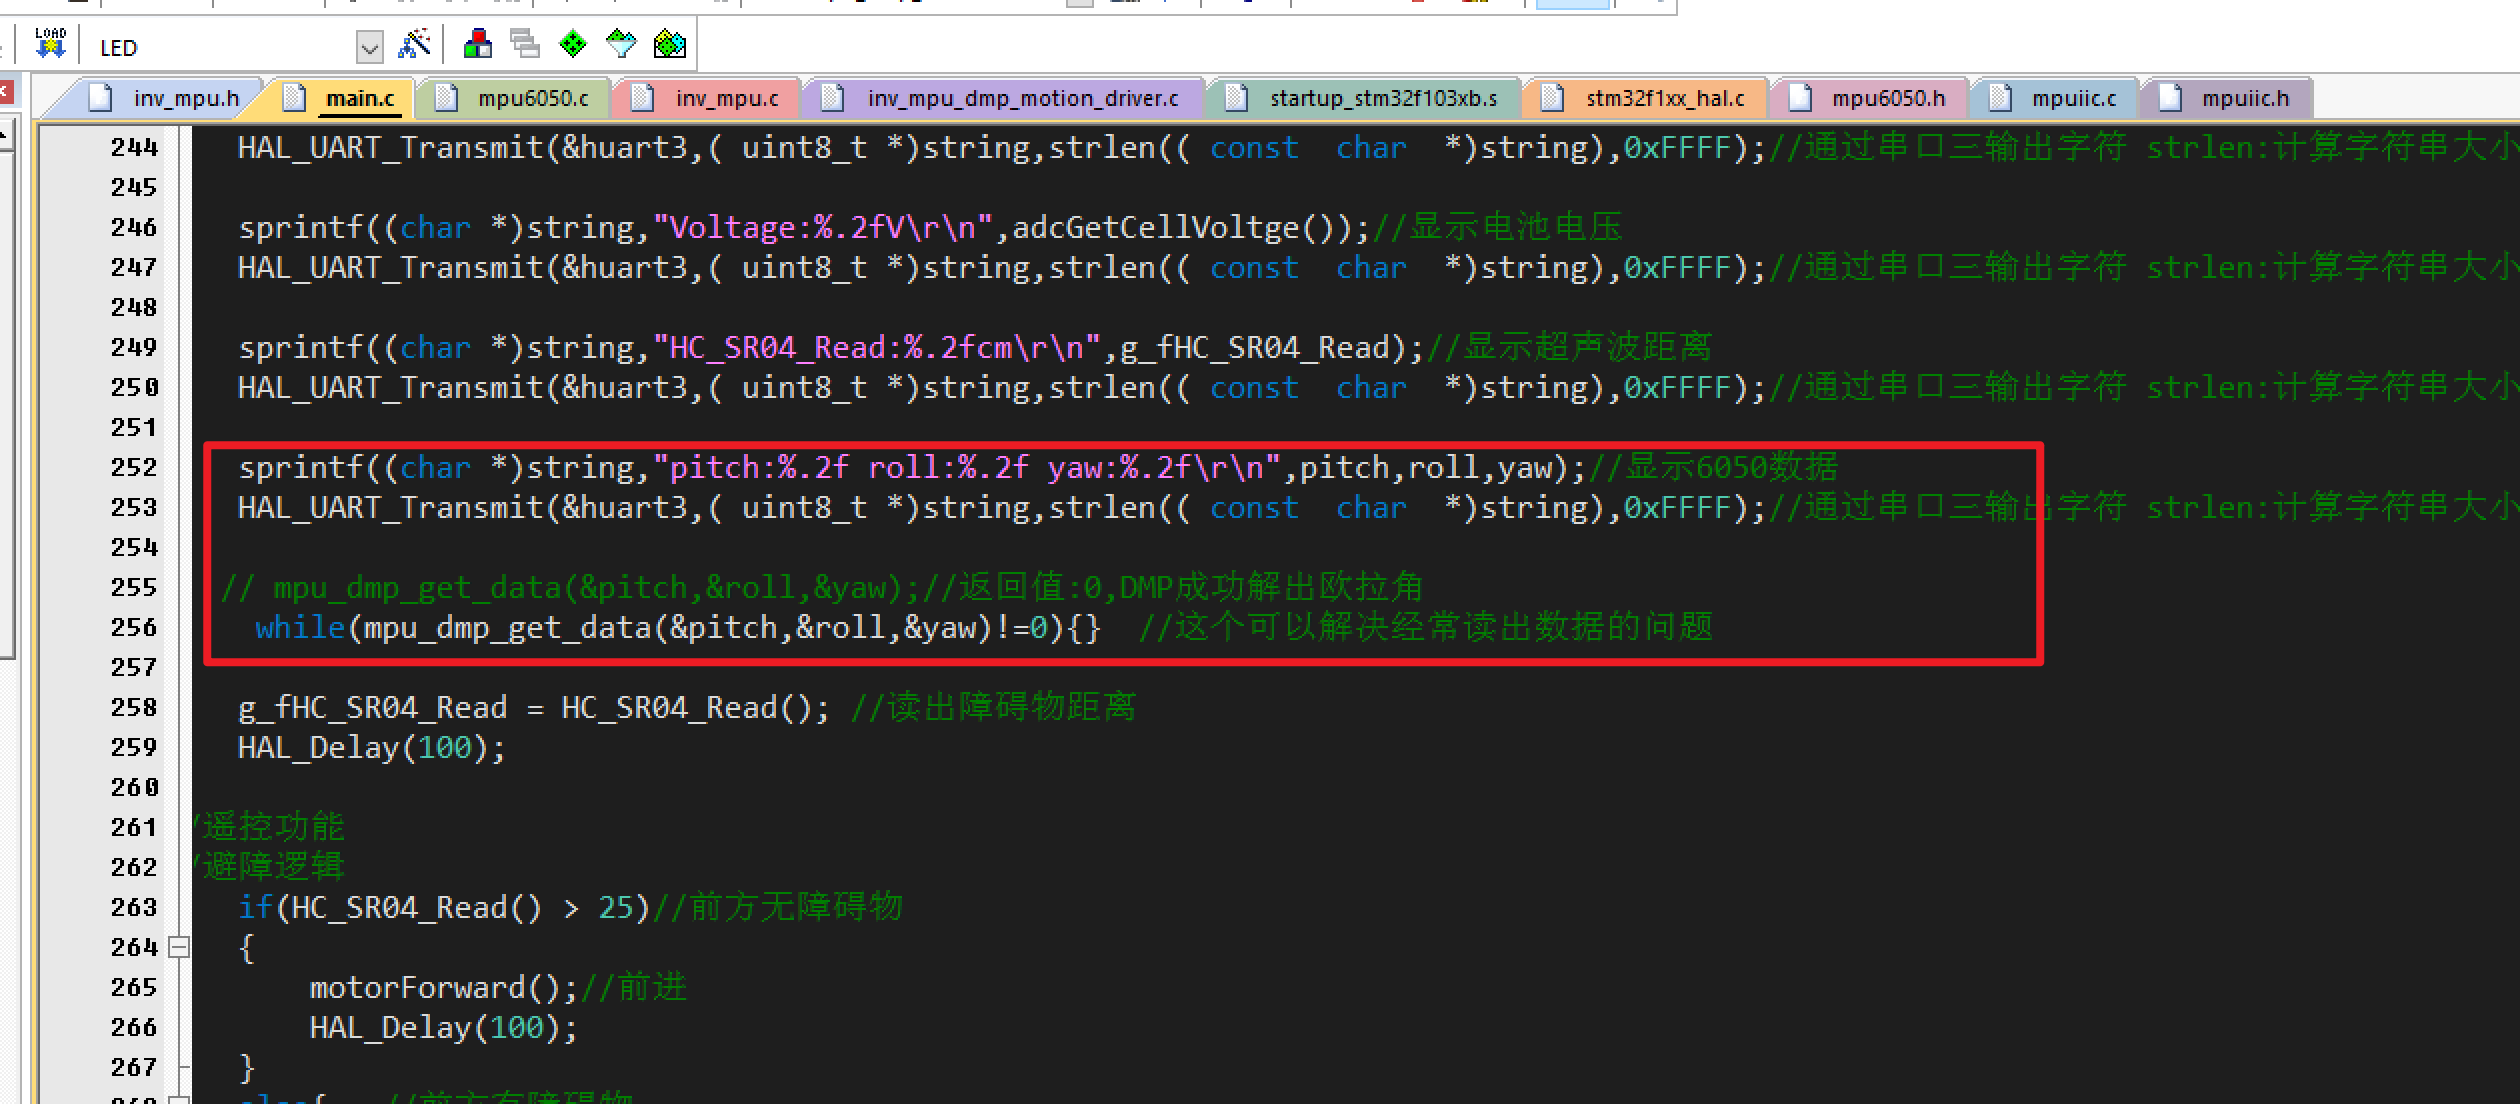 LOAD
LED
inv_mpu.h main.c mpu6050.c inv_mpu.c inv_mpu_dmp_motion_driver.c startup_stm32f103xb.s stm32f1xx_hal.c mpu6050.h mpuiic.c mpuiic.h
244 HAL_UART_Transmit(&huart3,( uint8_t *)string,strlen(( const  char  *)string),0xFFFF);//通过串口三输出字符 strlen:计算字符串大小
245
246 sprintf((char *)string,"Voltage:%.2fV\r\n",adcGetCellVoltge());//显示电池电压
247 HAL_UART_Transmit(&huart3,( uint8_t *)string,strlen(( const  char  *)string),0xFFFF);//通过串口三输出字符 strlen:计算字符串大小
248
249 sprintf((char *)string,"HC_SR04_Read:%.2fcm\r\n",g_fHC_SR04_Read);//显示超声波距离
250 HAL_UART_Transmit(&huart3,( uint8_t *)string,strlen(( const  char  *)string),0xFFFF);//通过串口三输出字符 strlen:计算字符串大小
251
252 sprintf((char *)string,"pitch:%.2f roll:%.2f yaw:%.2f\r\n",pitch,roll,yaw);//显示6050数据
253 HAL_UART_Transmit(&huart3,( uint8_t *)string,strlen(( const  char  *)string),0xFFFF);//通过串口三输出字符 strlen:计算字符串大小
254
255 // mpu_dmp_get_data(&pitch,&roll,&yaw);//返回值:0,DMP成功解出欧拉角
256 while(mpu_dmp_get_data(&pitch,&roll,&yaw)!=0){}  //这个可以解决经常读出数据的问题
257
258 g_fHC_SR04_Read = HC_SR04_Read(); //读出障碍物距离
259 HAL_Delay(100);
260
261 /遥控功能
262 /避障逻辑
263 if(HC_SR04_Read() > 25)//前方无障碍物
264 {
265 motorForward();//前进
266 HAL_Delay(100);
267 }
268 else{   //前方有障碍物